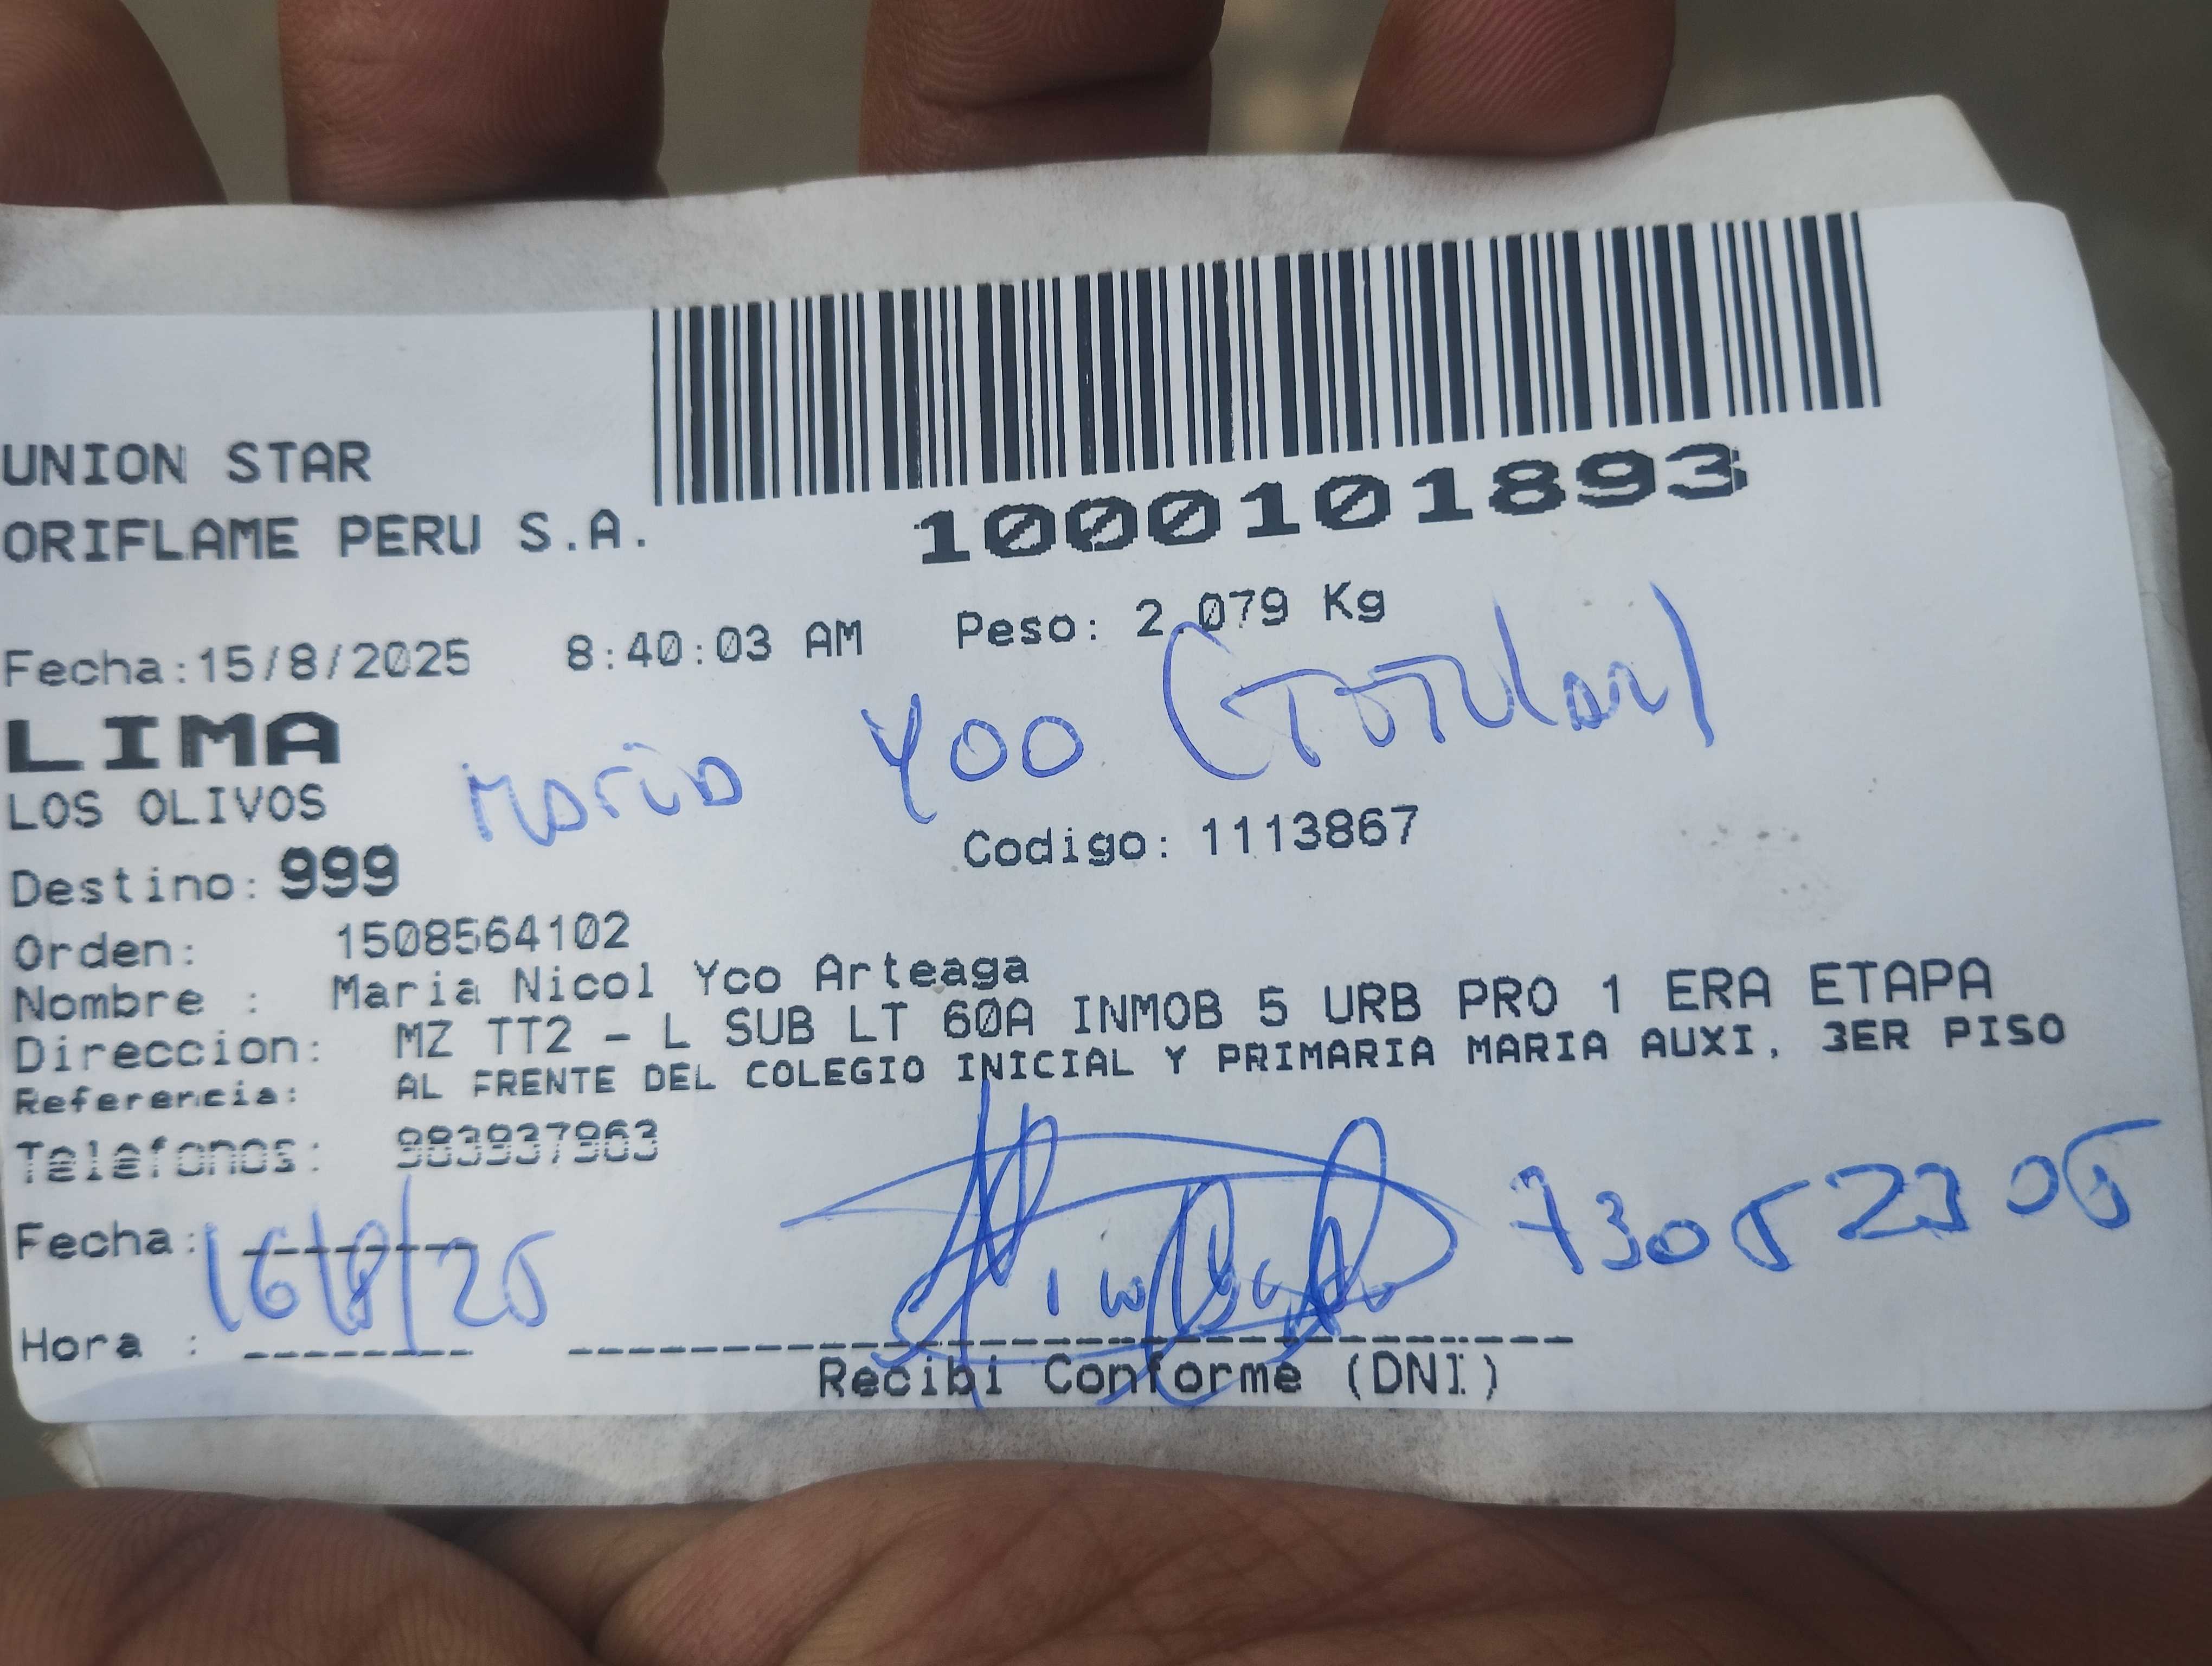 UNION STAR
ORIFLAME PERU S.A.
1000101893
Fecha:15/8/2025 8:40:03 AM Peso: 2.079 Kg
LIMA
LOS OLIVOS
Maria Yoo (Titular)
Destino: 999 Codigo: 1113867
Orden: 1508564102
Nombre : Maria Nicol Yco Arteaga
Direccion: MZ TT2 - L SUB LT 60A INMOB 5 URB PRO 1 ERA ETAPA
Referencia: AL FRENTE DEL COLEGIO INICIAL Y PRIMARIA MARIA AUXI, 3ER PISO
Telefonos: 983937963
Fecha: 16/8/25
Hora :
Recibi Conforme (DNI)